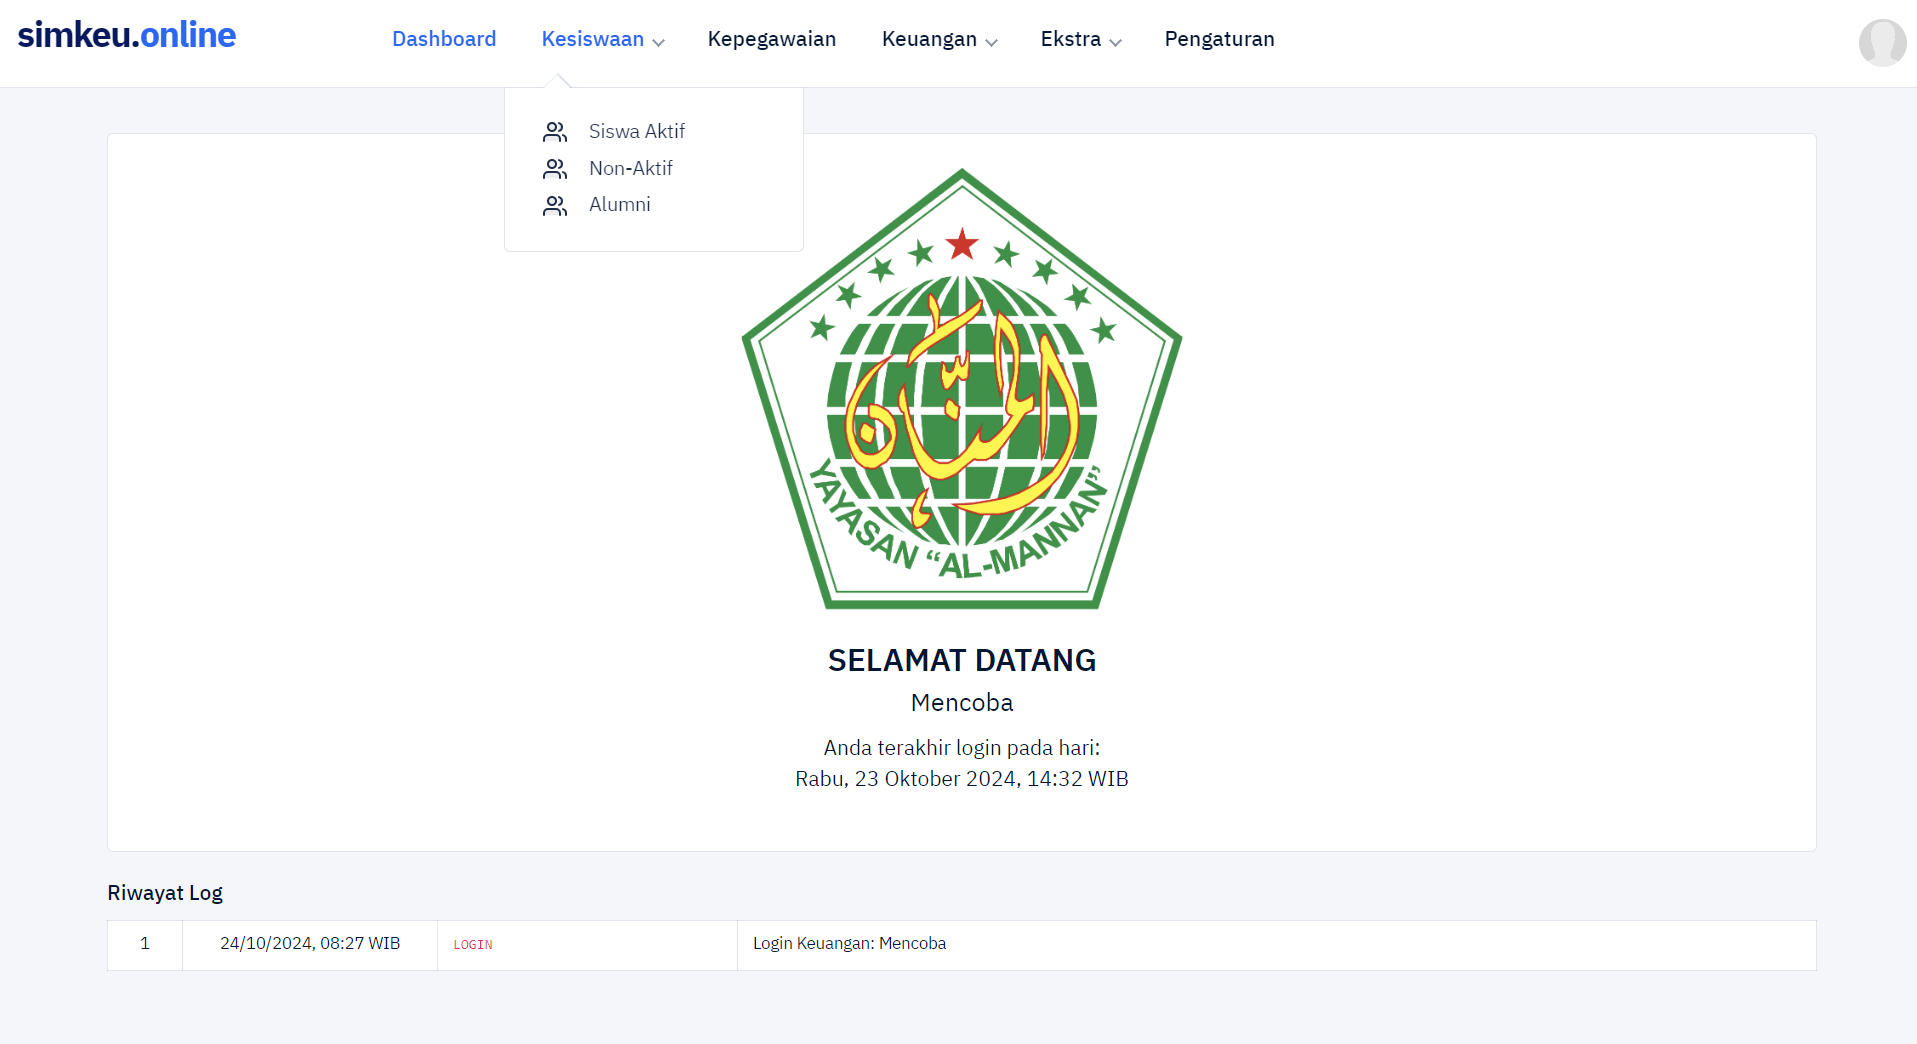 simkeu.online
Dashboard Kesiswaan Kepegawaian Keuangan Ekstra Pengaturan
Siswa Aktif
Non-Aktif
Alumni
المنان
YAYASAN “AL-MANNAN”
SELAMAT DATANG
Mencoba
Anda terakhir login pada hari:
Rabu, 23 Oktober 2024, 14:32 WIB
Riwayat Log
1 24/10/2024, 08:27 WIB LOGIN Login Keuangan: Mencoba